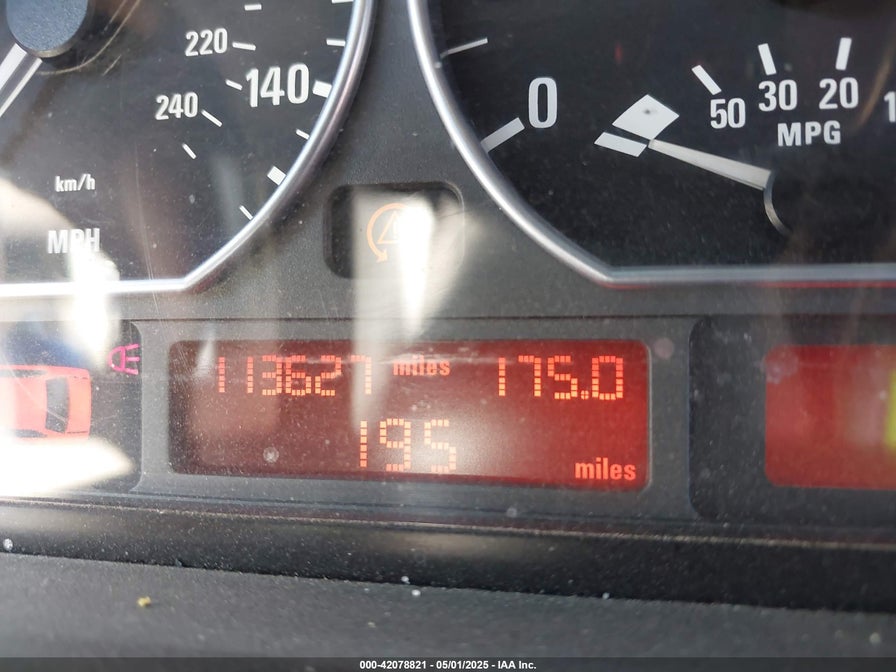 220
140
240
km/h
MPH
0
50 30 20
MPG
113627 miles 175.0
195
miles
000-42078821 - 05/01/2025 - IAA Inc.